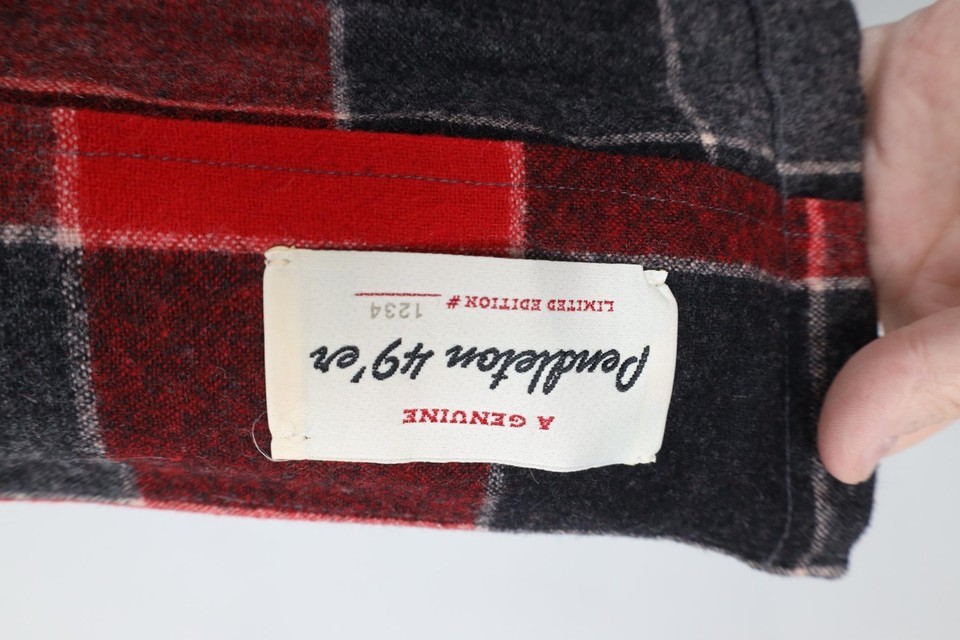 A GENUINE
Pendleton 49'er
1234
LIMITED EDITION #